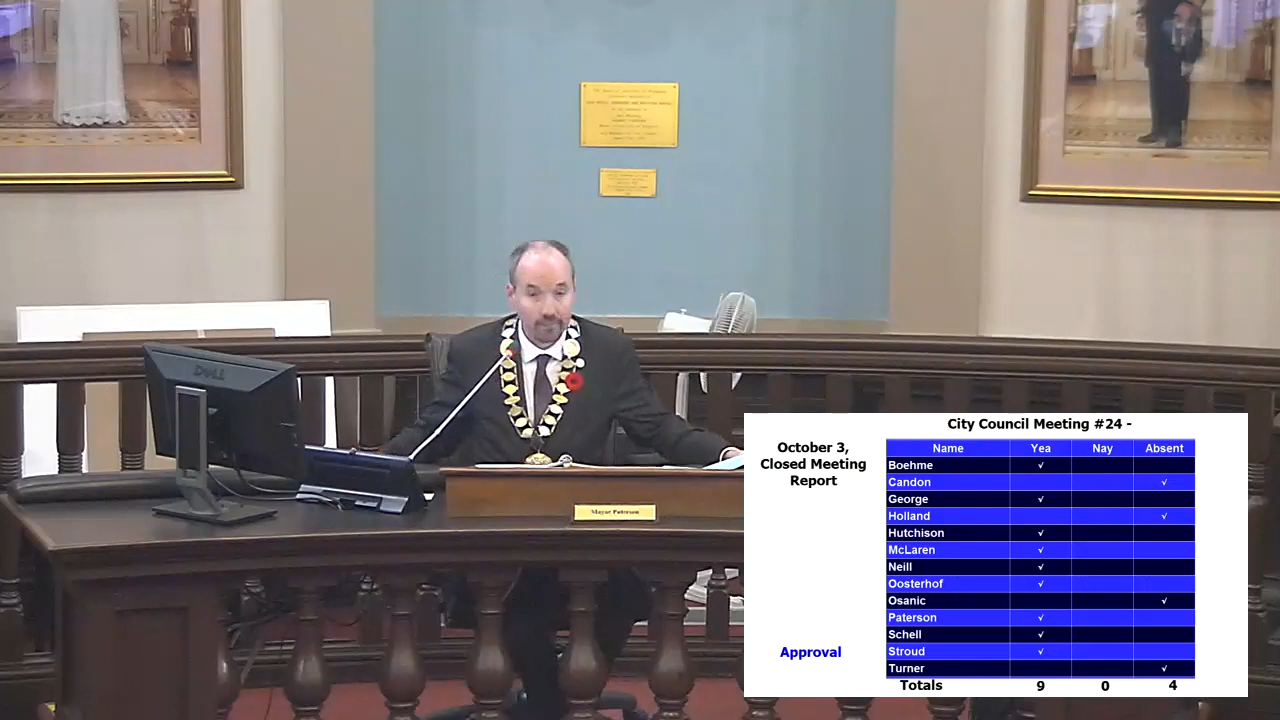 DELL
Mayor Paterson
City Council Meeting #24 -
October 3,
Closed Meeting
Report
Approval
Name Yea Nay Absent
Boehme √
Candon √
George √
Holland √
Hutchison √
McLaren √
Neill √
Oosterhof √
Osanic √
Paterson √
Schell √
Stroud √
Turner √
Totals 9 0 4